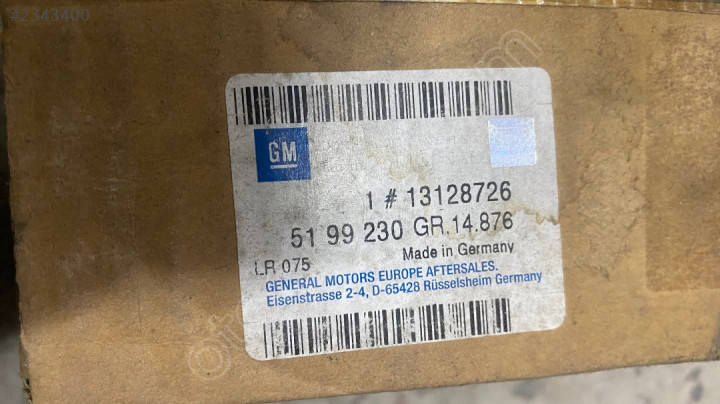 #2343400
GM
1 # 13128726
51 99 230 GR.14.876
LR 075
Made in Germany
GENERAL MOTORS EUROPE AFTERSALES.
Eisenstrasse 2-4, D-65428 Rüsselsheim Germany